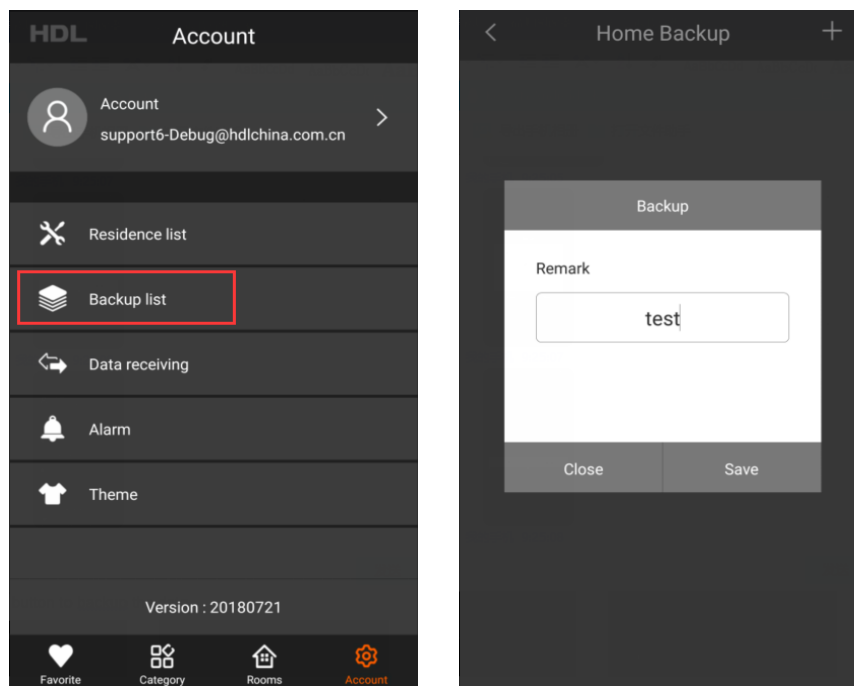 HDL
Account
Account
support6-Debug@hdlchina.com.cn
Residence list
Backup list
Data receiving
Alarm
Theme
Version : 20180721
Favorite
Category
Rooms
Account
Home Backup
Backup
Remark
test
Close
Save